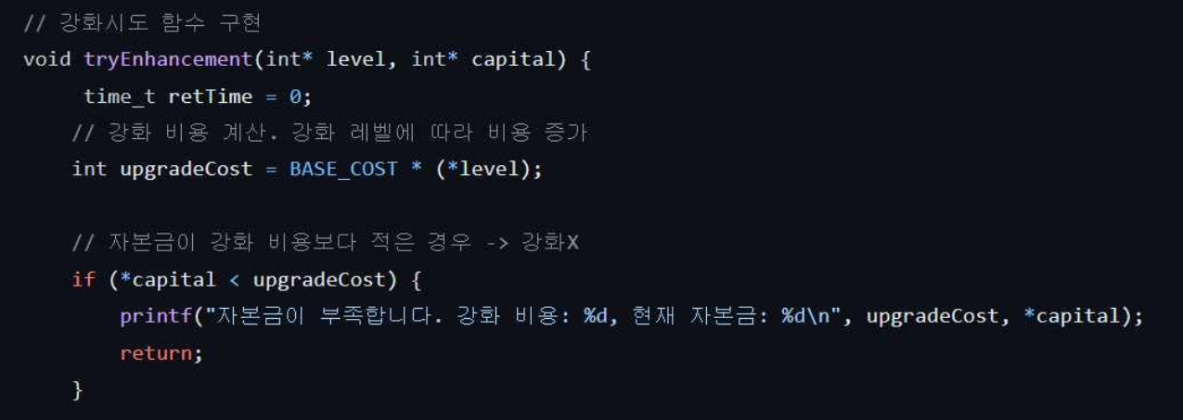 // 강화시도 함수 구현
void tryEnhancement(int* level, int* capital) {
time_t retTime = 0;
// 강화 비용 계산. 강화 레벨에 따라 비용 증가
int upgradeCost = BASE_COST * (*level);
// 자본금이 강화 비용보다 적은 경우 -> 강화X
if (*capital < upgradeCost) {
printf("자본금이 부족합니다. 강화 비용: %d, 현재 자본금: %d\n", upgradeCost, *capital);
return;
}